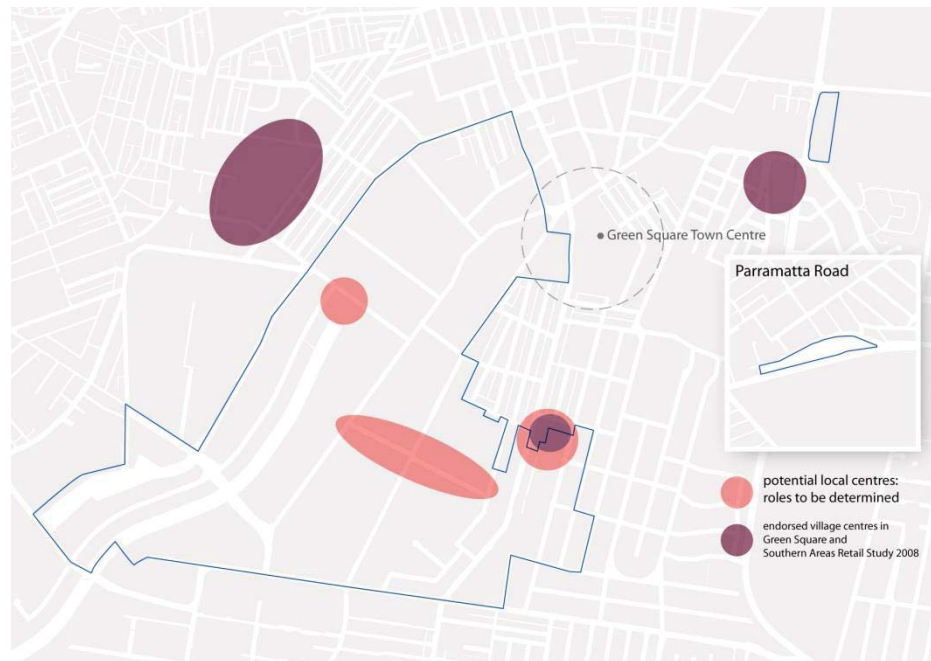 Green Square Town Centre
Parramatta Road
potential local centres:
roles to be determined
endorsed village centres in
Green Square and
Southern Areas Retail Study 2008